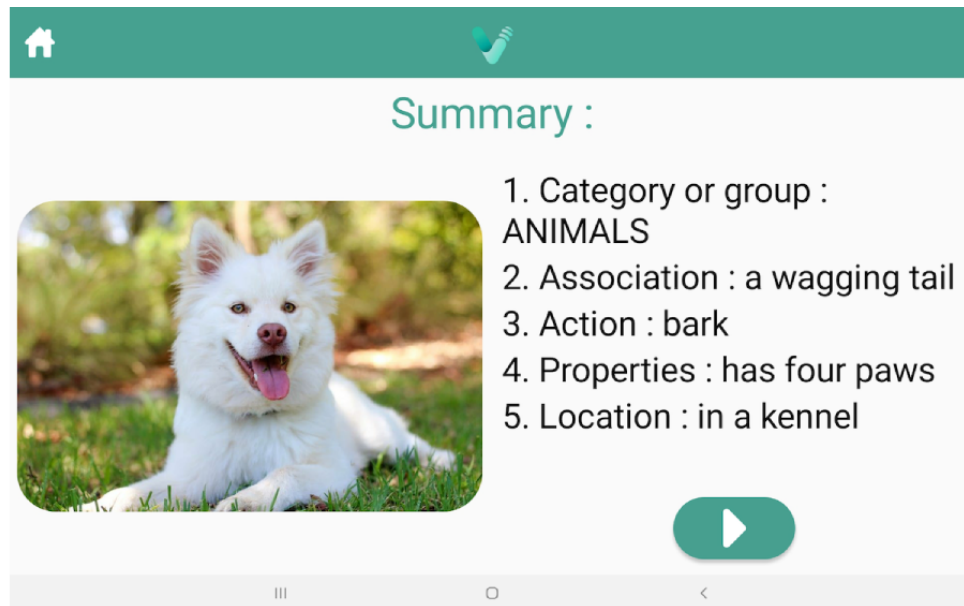 Summary :
1. Category or group :
ANIMALS
2. Association : a wagging tail
3. Action : bark
4. Properties : has four paws
5. Location : in a kennel